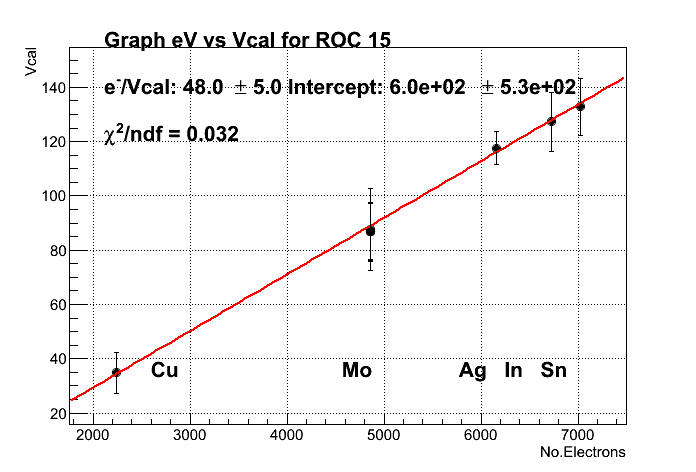 Graph eV vs Vcal for ROC 15
Vcal
e⁻/Vcal: 48.0 ± 5.0 Intercept: 6.0e+02 ± 5.3e+02
χ²/ndf = 0.032
140
120
100
80
60
40
20
Cu Mo Ag In Sn
2000 3000 4000 5000 6000 7000
No.Electrons